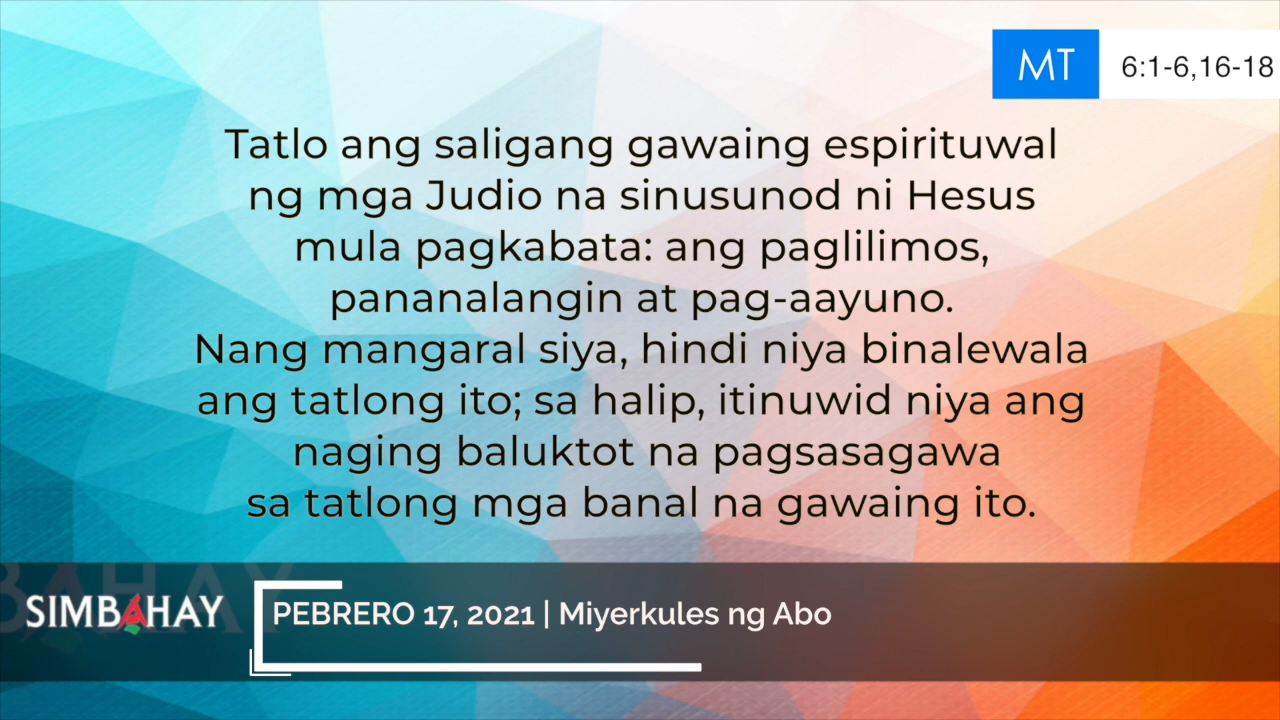 MT 6:1-6,16-18
Tatlo ang saligang gawaing espirituwal
ng mga Judio na sinusunod ni Hesus
mula pagkabata: ang paglilimos,
pananalangin at pag-aayuno.
Nang mangaral siya, hindi niya binalewala
ang tatlong ito; sa halip, itinuwid niya ang
naging baluktot na pagsasagawa
sa tatlong mga banal na gawaing ito.
SIMBAHAY
PEBRERO 17, 2021 | Miyerkules ng Abo